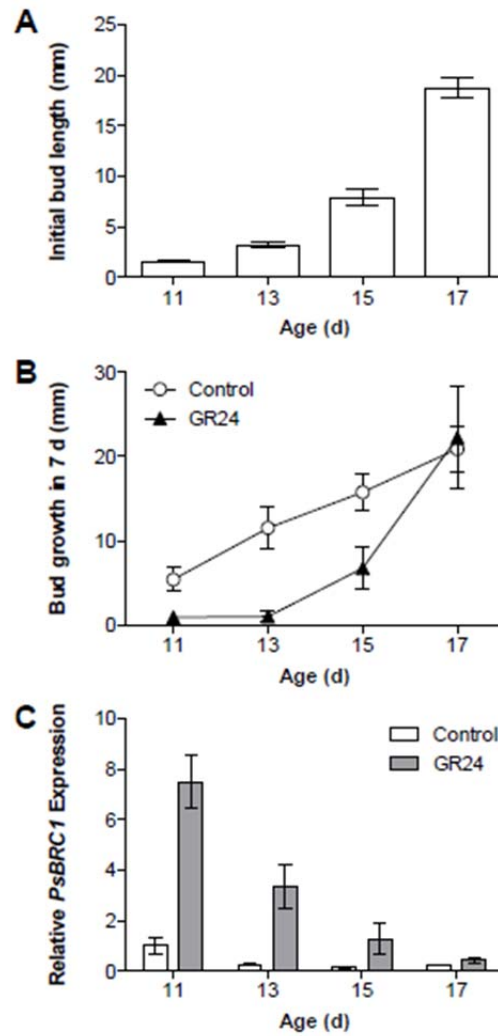 A
Initial bud length (mm)
25
20
15
10
5
0
11 13 15 17
Age (d)
B
Control
GR24
Bud growth in 7 d (mm)
30
20
10
0
11 13 15 17
Age (d)
C
Control
GR24
Relative PsBRC1 Expression
10
8
6
4
2
0
11 13 15 17
Age (d)